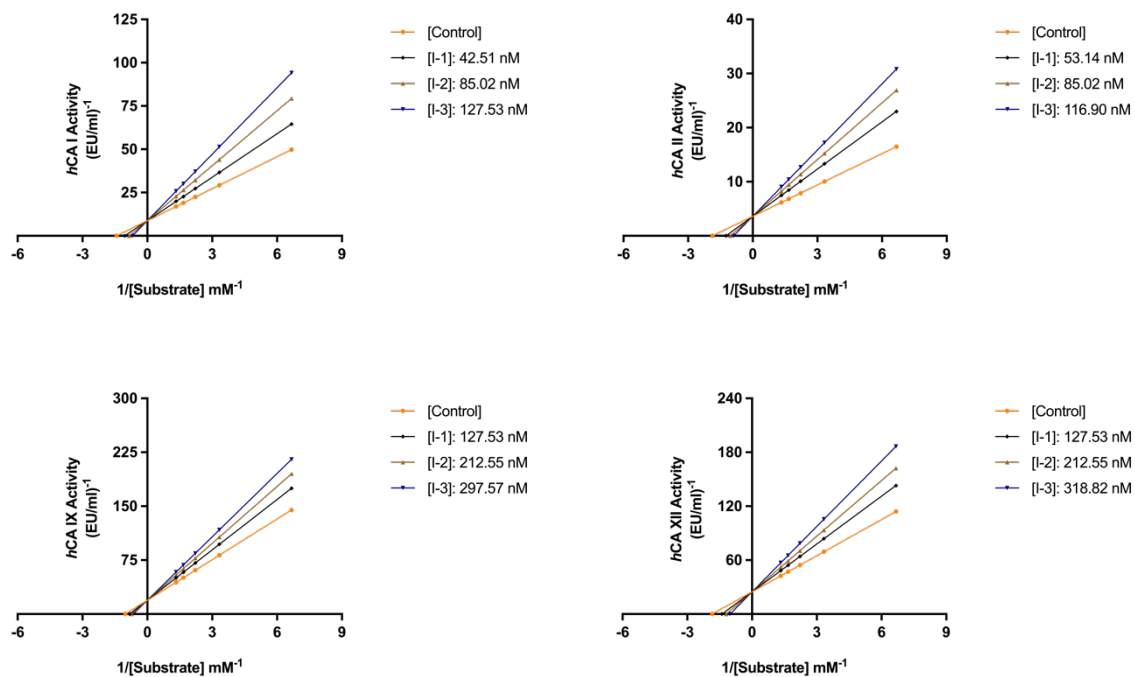 125
100
75
50
25
-6 -3 0 3 6 9
hCA I Activity
(EU/ml)-1
1/[Substrate] mM-1
[Control]
[I-1]: 42.51 nM
[I-2]: 85.02 nM
[I-3]: 127.53 nM
40
30
20
10
-6 -3 0 3 6 9
hCA II Activity
(EU/ml)-1
1/[Substrate] mM-1
[Control]
[I-1]: 53.14 nM
[I-2]: 85.02 nM
[I-3]: 116.90 nM
300
225
150
75
-6 -3 0 3 6 9
hCA IX Activity
(EU/ml)-1
1/[Substrate] mM-1
[Control]
[I-1]: 127.53 nM
[I-2]: 212.55 nM
[I-3]: 297.57 nM
240
180
120
60
-6 -3 0 3 6 9
hCA XII Activity
(EU/ml)-1
1/[Substrate] mM-1
[Control]
[I-1]: 127.53 nM
[I-2]: 212.55 nM
[I-3]: 318.82 nM